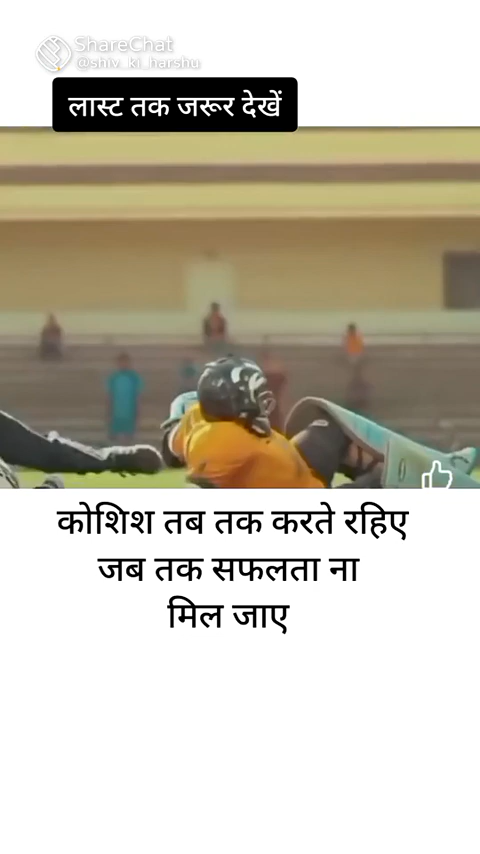 ShareChat
@shiv_ki_harshu
लास्ट तक जरूर देखें
कोशिश तब तक करते रहिए
जब तक सफलता ना
मिल जाए